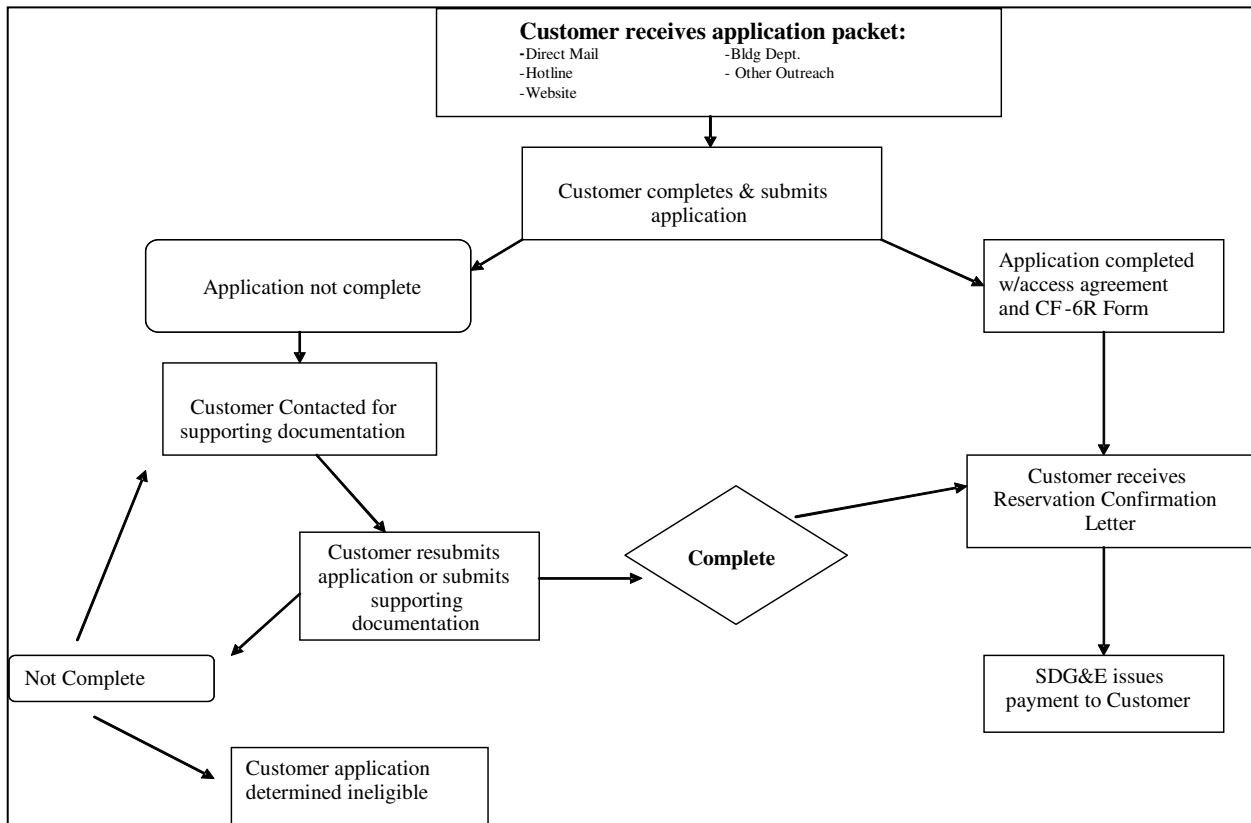 Customer receives application packet:
-Direct Mail -Bldg Dept.
-Hotline - Other Outreach
-Website
Customer completes & submits
application
Application not complete
Application completed
w/access agreement
and CF-6R Form
Customer Contacted for
supporting documentation
Customer receives
Reservation Confirmation
Letter
Customer resubmits
application or submits
supporting
documentation
Complete
Not Complete
SDG&E issues
payment to Customer
Customer application
determined ineligible